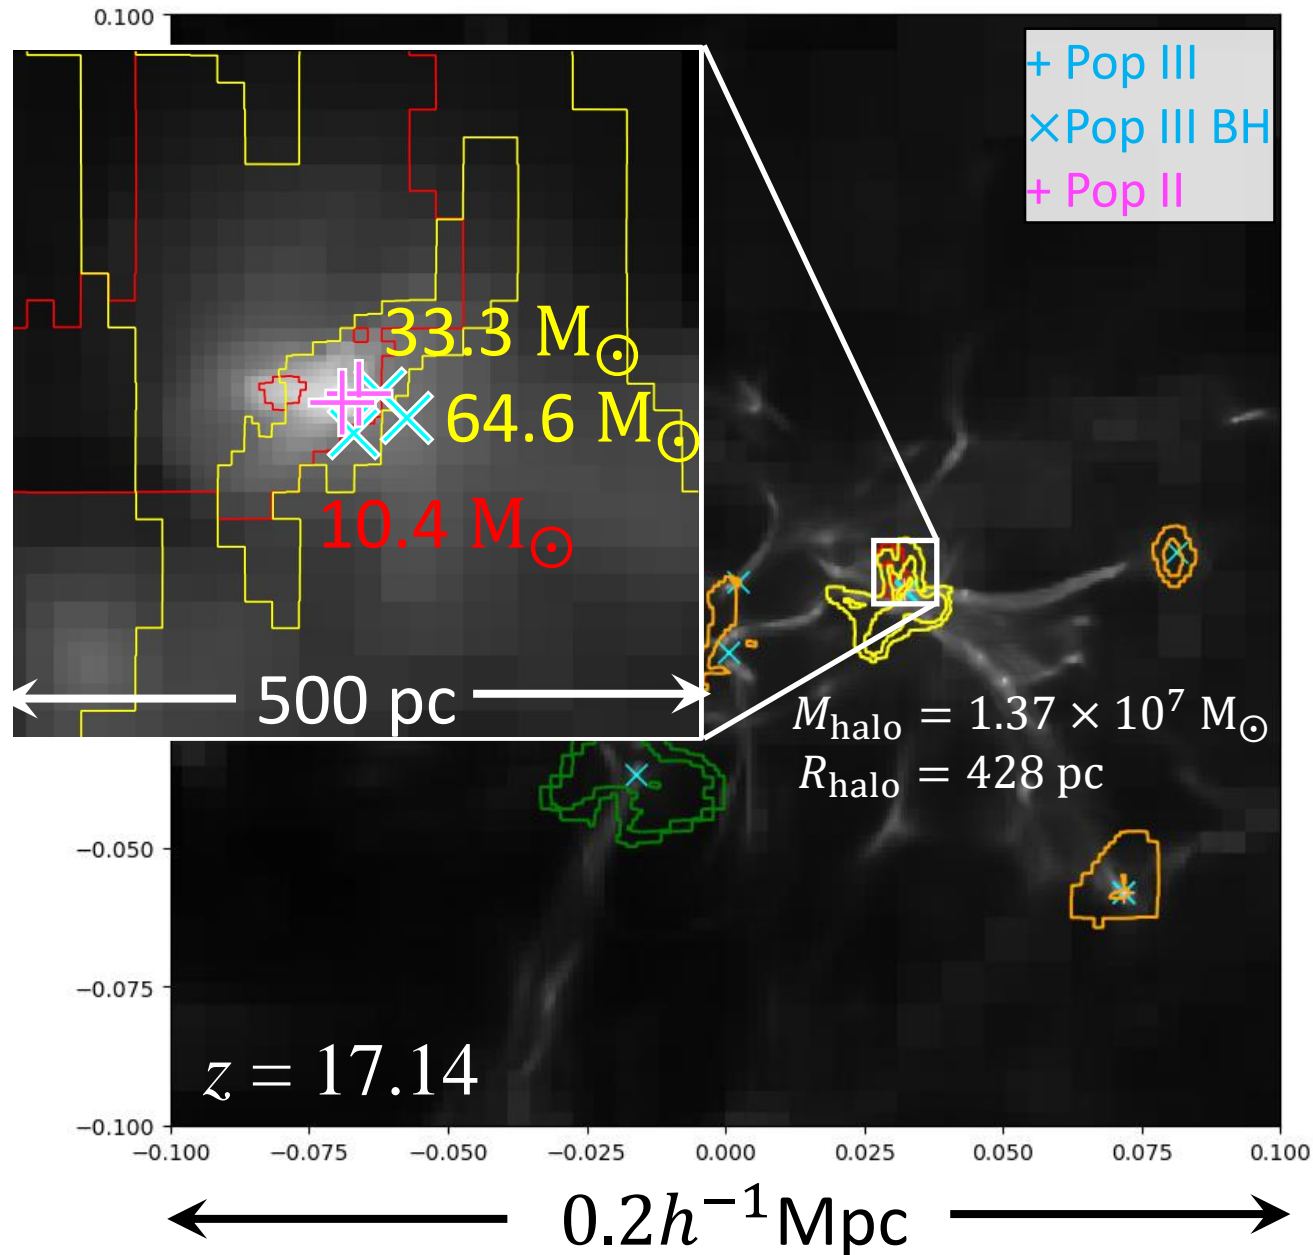 0.100
+ Pop III
×Pop III BH
+ Pop II
33.3 M☉
64.6 M☉
10.4 M☉
500 pc
M_halo = 1.37 × 10⁷ M☉
R_halo = 428 pc
−0.050
−0.075
z = 17.14
−0.100
−0.100 −0.075 −0.050 −0.025 0.000 0.025 0.050 0.075 0.100
0.2h⁻¹Mpc